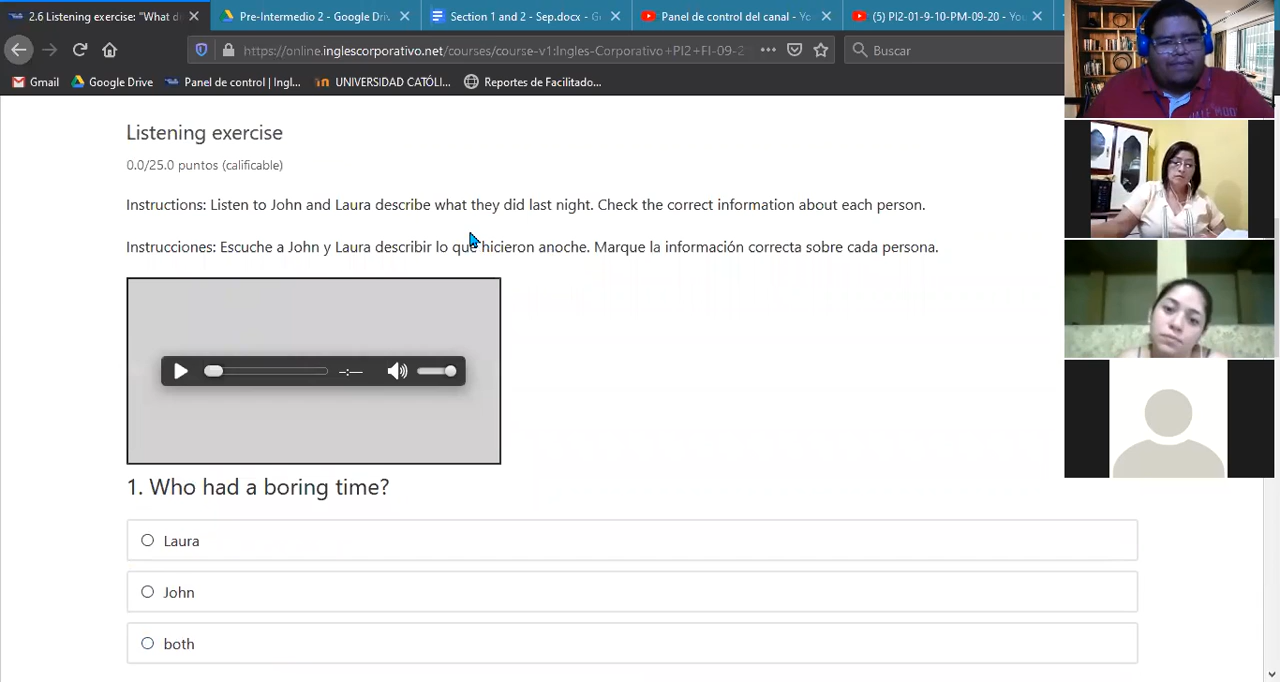 2.6 Listening exercise: "What d
Pre-Intermedio 2 - Google Driv
Section 1 and 2 - Sep.docx - G
Panel de control del canal - Yo
(5) PI2-01-9-10-PM-09-20 - You
https://online.inglescorporativo.net/courses/course-v1:Ingles-Corporativo+PI2+FI-09-2
Buscar
Gmail
Google Drive
Panel de control | Ingl...
UNIVERSIDAD CATÓLI...
Reportes de Facilitado...
Listening exercise
0.0/25.0 puntos (calificable)
Instructions: Listen to John and Laura describe what they did last night. Check the correct information about each person.
Instrucciones: Escuche a John y Laura describir lo que hicieron anoche. Marque la información correcta sobre cada persona.
-:--
1. Who had a boring time?
Laura
John
both